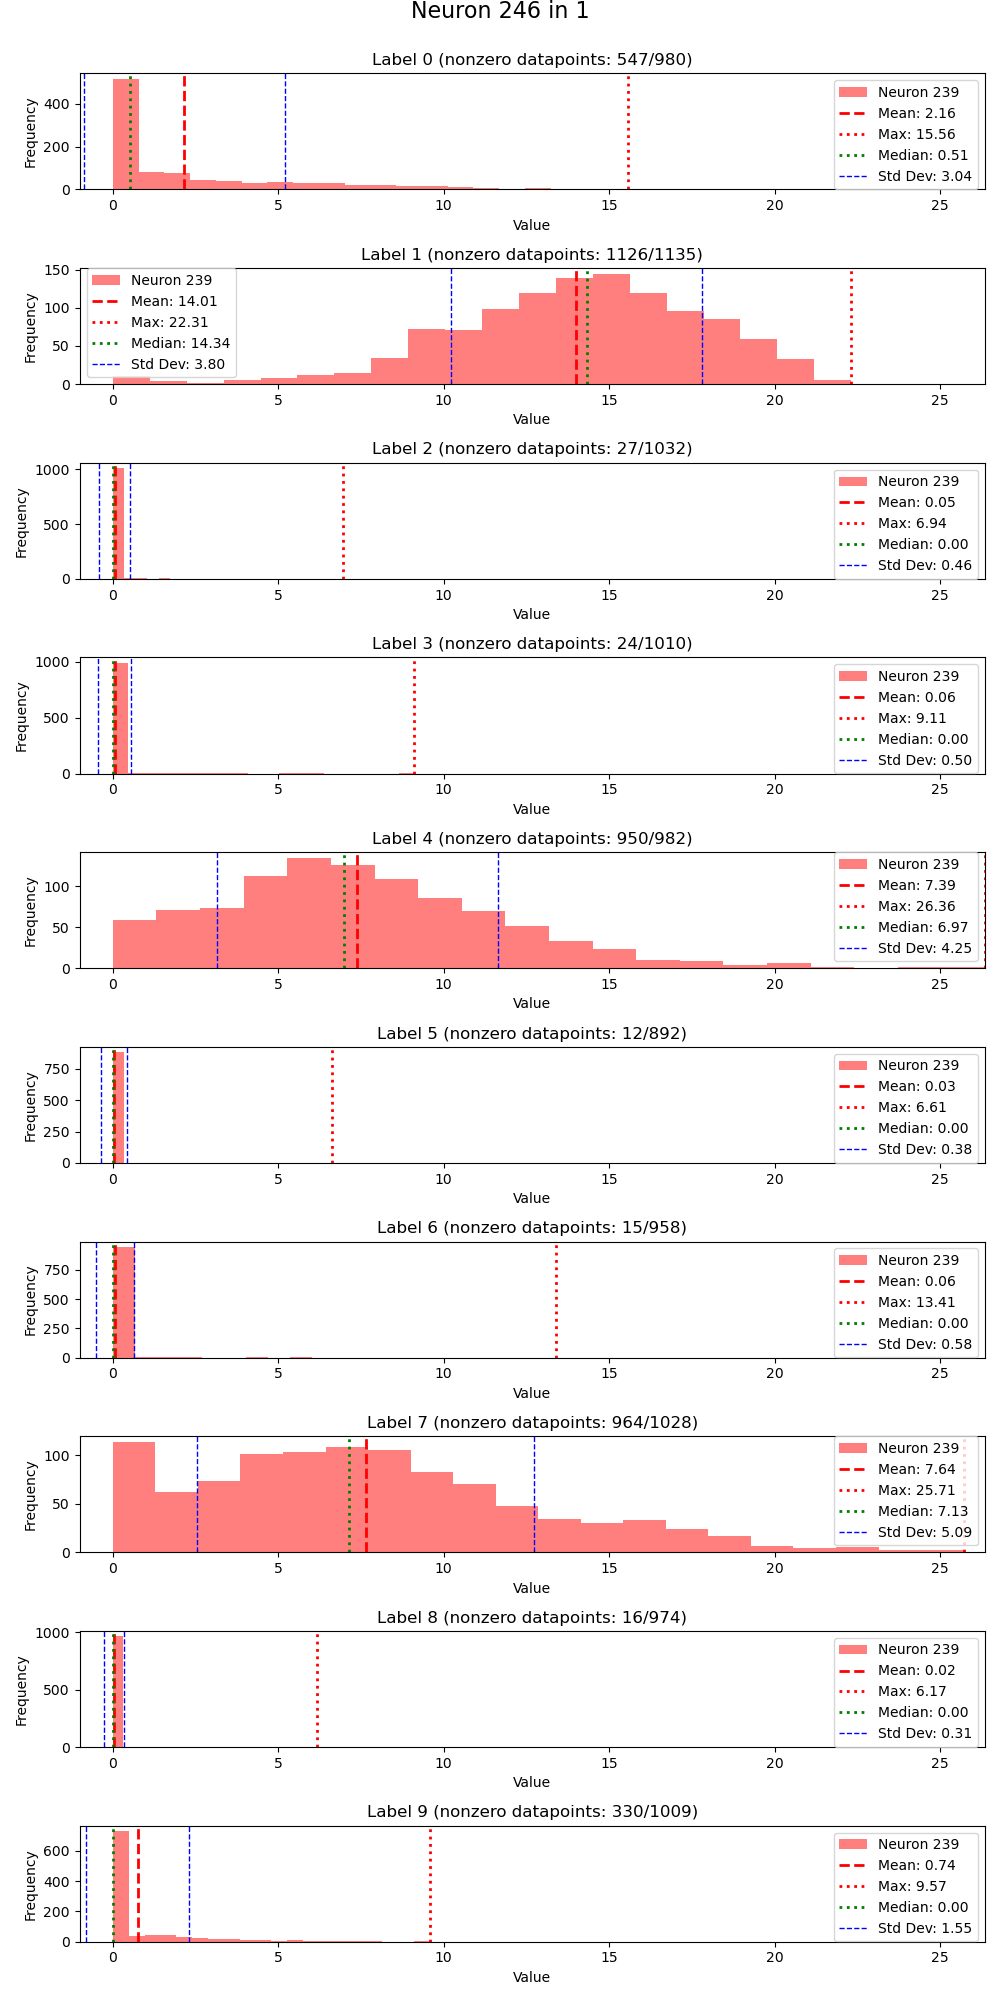 Neuron 246 in 1
Label 0 (nonzero datapoints: 547/980)
Frequency
400
200
0
Neuron 239
Mean: 2.16
Max: 15.56
Median: 0.51
Std Dev: 3.04
0 5 10 15 20 25
Value
Label 1 (nonzero datapoints: 1126/1135)
Frequency
150
100
50
0
Neuron 239
Mean: 14.01
Max: 22.31
Median: 14.34
Std Dev: 3.80
0 5 10 15 20 25
Value
Label 2 (nonzero datapoints: 27/1032)
Frequency
1000
500
0
Neuron 239
Mean: 0.05
Max: 6.94
Median: 0.00
Std Dev: 0.46
0 5 10 15 20 25
Value
Label 3 (nonzero datapoints: 24/1010)
Frequency
1000
500
0
Neuron 239
Mean: 0.06
Max: 9.11
Median: 0.00
Std Dev: 0.50
0 5 10 15 20 25
Value
Label 4 (nonzero datapoints: 950/982)
Frequency
100
50
0
Neuron 239
Mean: 7.39
Max: 26.36
Median: 6.97
Std Dev: 4.25
0 5 10 15 20 25
Value
Label 5 (nonzero datapoints: 12/892)
Frequency
750
500
250
0
Neuron 239
Mean: 0.03
Max: 6.61
Median: 0.00
Std Dev: 0.38
0 5 10 15 20 25
Value
Label 6 (nonzero datapoints: 15/958)
Frequency
750
500
250
0
Neuron 239
Mean: 0.06
Max: 13.41
Median: 0.00
Std Dev: 0.58
0 5 10 15 20 25
Value
Label 7 (nonzero datapoints: 964/1028)
Frequency
100
50
0
Neuron 239
Mean: 7.64
Max: 25.71
Median: 7.13
Std Dev: 5.09
0 5 10 15 20 25
Value
Label 8 (nonzero datapoints: 16/974)
Frequency
1000
500
0
Neuron 239
Mean: 0.02
Max: 6.17
Median: 0.00
Std Dev: 0.31
0 5 10 15 20 25
Value
Label 9 (nonzero datapoints: 330/1009)
Frequency
600
400
200
0
Neuron 239
Mean: 0.74
Max: 9.57
Median: 0.00
Std Dev: 1.55
0 5 10 15 20 25
Value